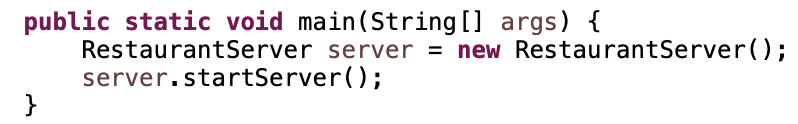 public static void main(String[] args) {
    RestaurantServer server = new RestaurantServer();
    server.startServer();
}